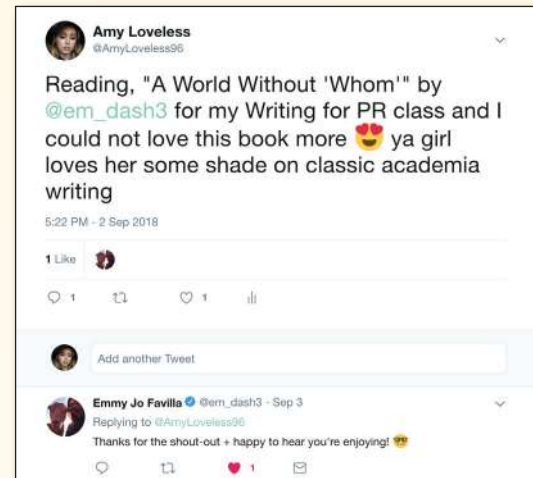 Amy Loveless
@AmyLoveless96
Reading, "A World Without 'Whom'" by
@em_dash3 for my Writing for PR class and I
could not love this book more 😍 ya girl
loves her some shade on classic academia
writing
5:22 PM - 2 Sep 2018
1 Like
1 1
Add another Tweet
Emmy Jo Favilla @em_dash3 · Sep 3
Replying to @AmyLoveless96
Thanks for the shout-out + happy to hear you're enjoying! 🤓
1